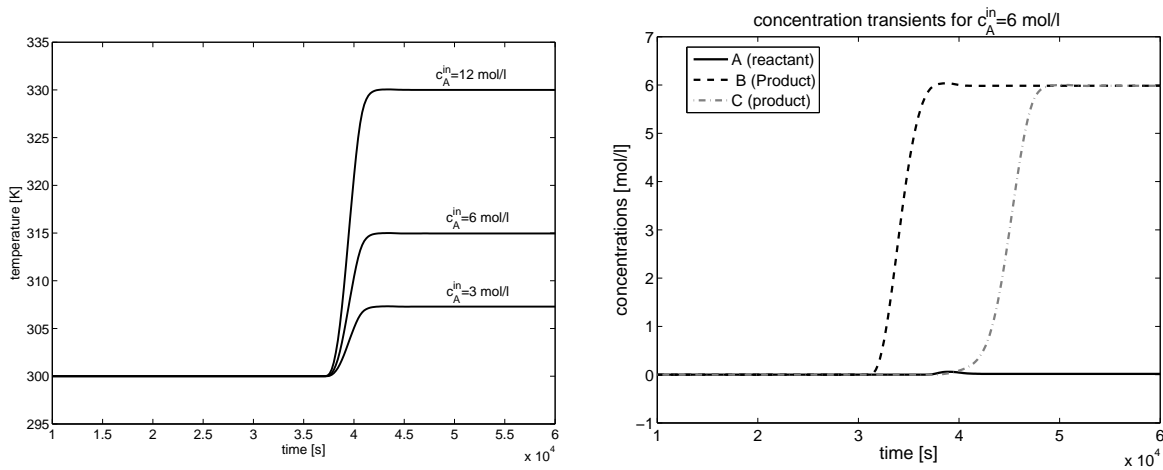 335
330
325
320
315
310
305
300
295
temperature [K]
c_A^in=12 mol/l
c_A^in=6 mol/l
c_A^in=3 mol/l
1 1.5 2 2.5 3 3.5 4 4.5 5 5.5 6
time [s]
x 10^4
concentration transients for c_A^in=6 mol/l
7
6
5
4
3
2
1
0
−1
concentrations [mol/l]
A (reactant)
B (Product)
C (product)
1 2 3 4 5 6
time [s]
x 10^4